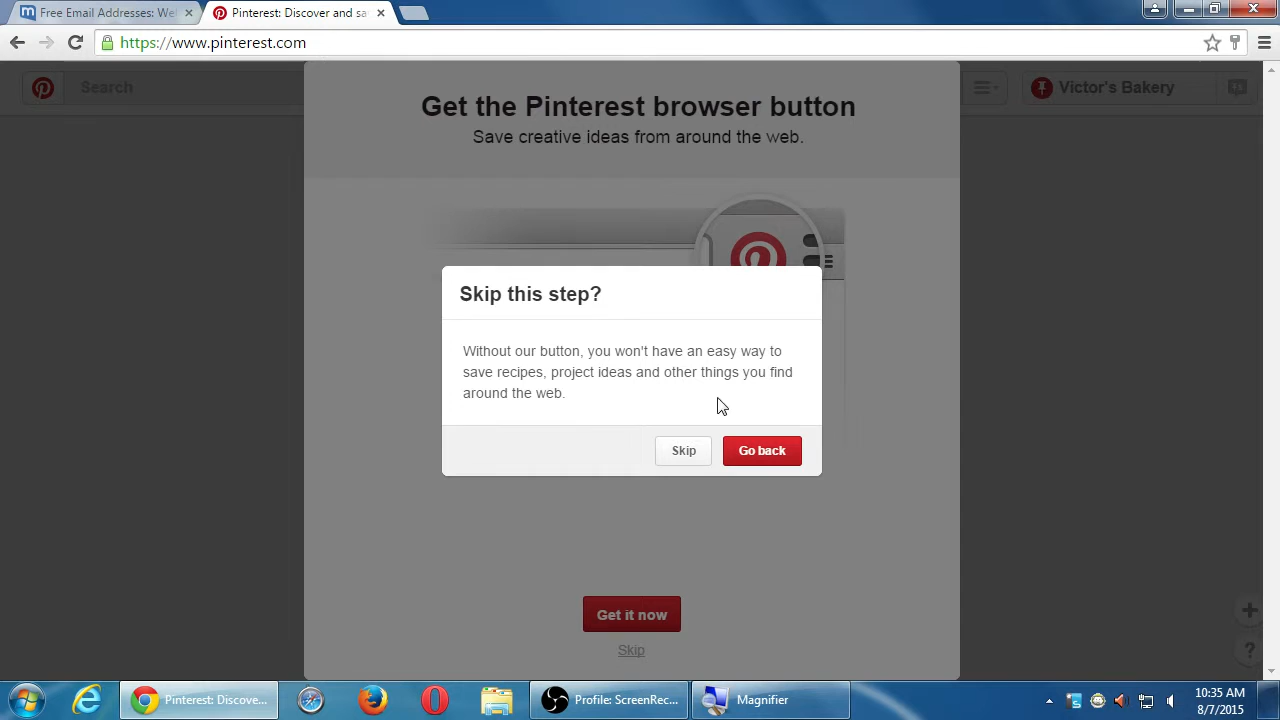 Free Email Addresses: We
Pinterest: Discover and sa
https://www.pinterest.com
Search
Victor's Bakery
Get the Pinterest browser button
Save creative ideas from around the web.
Skip this step?
Without our button, you won't have an easy way to
save recipes, project ideas and other things you find
around the web.
Skip
Go back
Get it now
Skip
Pinterest: Discove...
Profile: ScreenRec...
Magnifier
10:35 AM
8/7/2015